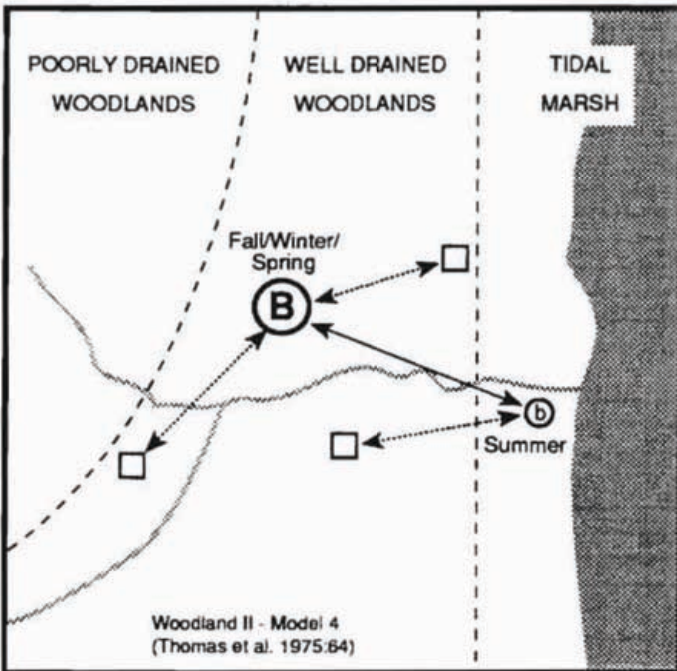 POORLY DRAINED
WOODLANDS
WELL DRAINED
WOODLANDS
TIDAL
MARSH
Fall/Winter/
Spring
B
b
Summer
Woodland II - Model 4
(Thomas et al. 1975:64)